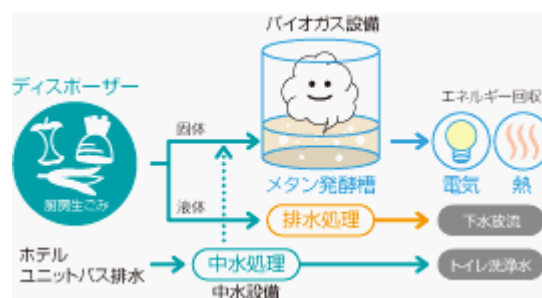 バイオガス設備
ディスポーザー
厨房生ごみ
固体
液体
メタン発酵槽
エネルギー回収
電気
熱
排水処理
下水放流
ホテル
ユニットバス排水
中水処理
中水設備
トイレ洗浄水